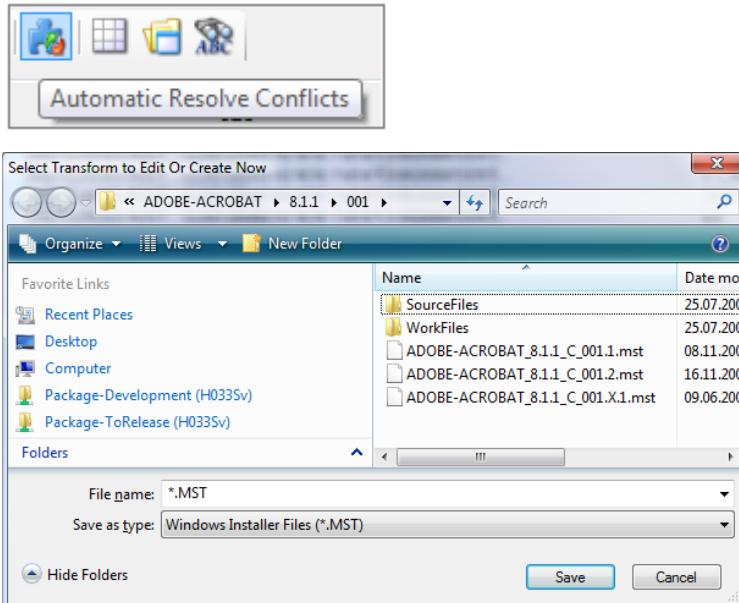 ABC
Automatic Resolve Conflicts
Select Transform to Edit Or Create Now
« ADOBE-ACROBAT ▸ 8.1.1 ▸ 001 ▸ Search
Organize Views New Folder
Favorite Links
Recent Places
Desktop
Computer
Package-Development (H033Sv)
Package-ToRelease (H033Sv)
Folders
Name Date mo
SourceFiles 25.07.200
WorkFiles 25.07.200
ADOBE-ACROBAT_8.1.1_C_001.1.mst 08.11.200
ADOBE-ACROBAT_8.1.1_C_001.2.mst 16.11.200
ADOBE-ACROBAT_8.1.1_C_001.X.1.mst 09.06.200
File name: *.MST
Save as type: Windows Installer Files (*.MST)
Hide Folders Save Cancel